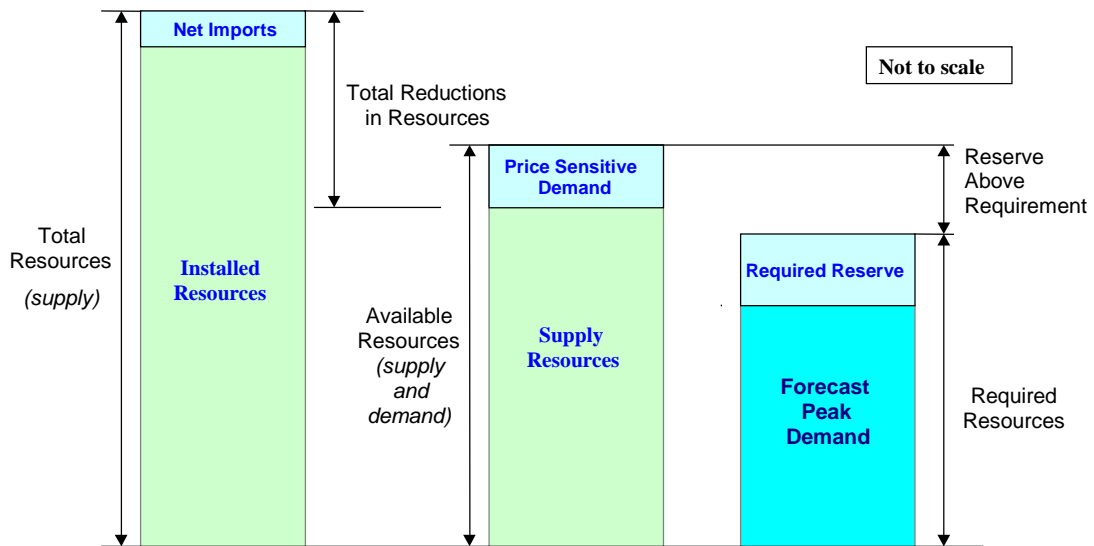 Net Imports
Not to scale
Total Reductions
in Resources
Price Sensitive
Demand
Reserve
Above
Requirement
Total
Resources
(supply)
Installed
Resources
Required Reserve
Available
Resources
(supply
and
demand)
Supply
Resources
Forecast
Peak
Demand
Required
Resources